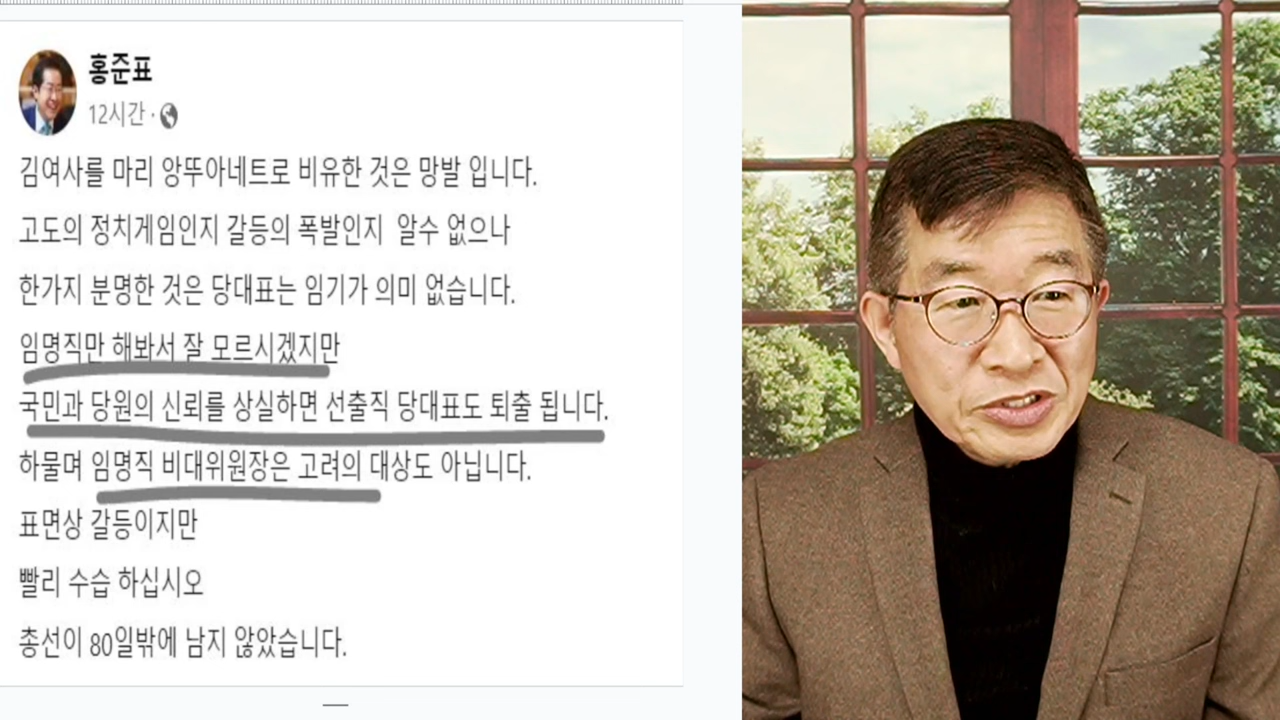 홍준표
12시간 ·
김여사를 마리 앙뚜아네트로 비유한 것은 망발 입니다.
고도의 정치게임인지 갈등의 폭발인지 알수 없으나
한가지 분명한 것은 당대표는 임기가 의미 없습니다.
임명직만 해봐서 잘 모르시겠지만
국민과 당원의 신뢰를 상실하면 선출직 당대표도 퇴출 됩니다.
하물며 임명직 비대위원장은 고려의 대상도 아닙니다.
표면상 갈등이지만
빨리 수습 하십시오
총선이 80일밖에 남지 않았습니다.